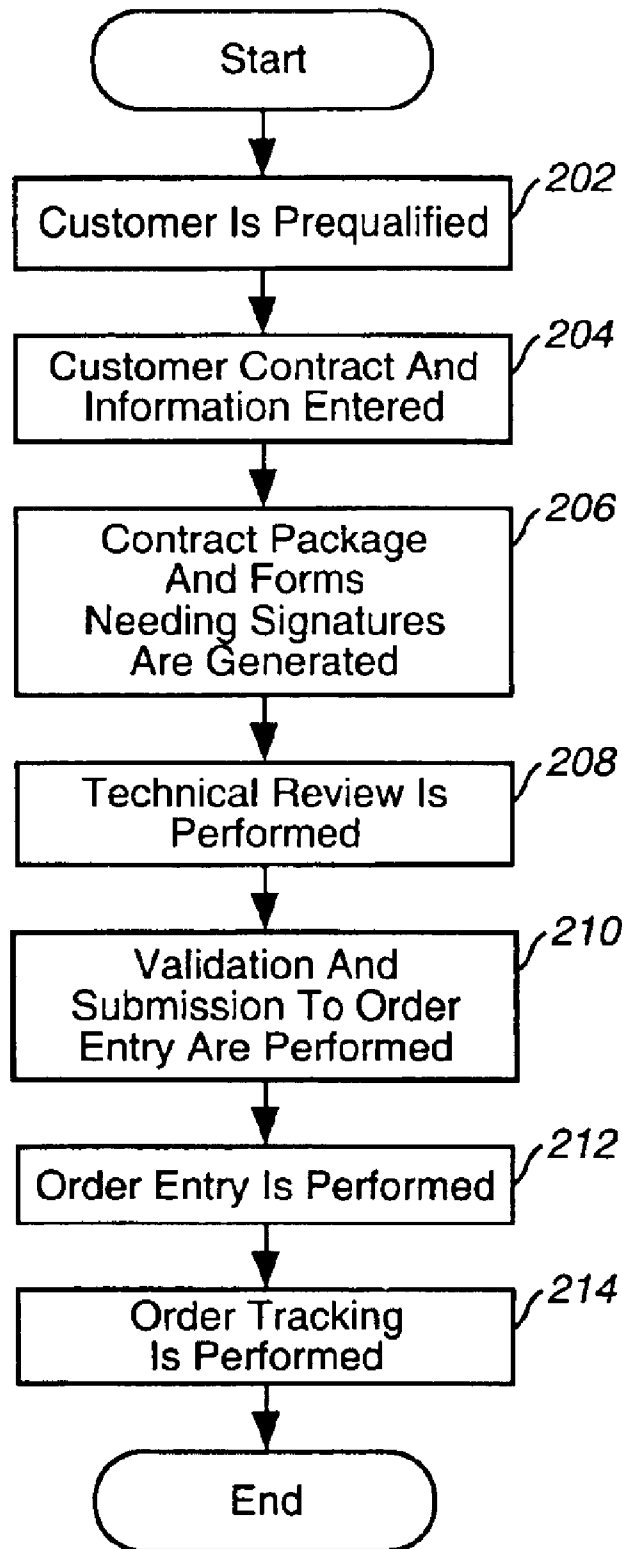 Start
202
Customer Is Prequalified
204
Customer Contract And
Information Entered
206
Contract Package
And Forms
Needing Signatures
Are Generated
208
Technical Review Is
Performed
210
Validation And
Submission To Order
Entry Are Performed
212
Order Entry Is Performed
214
Order Tracking
Is Performed
End